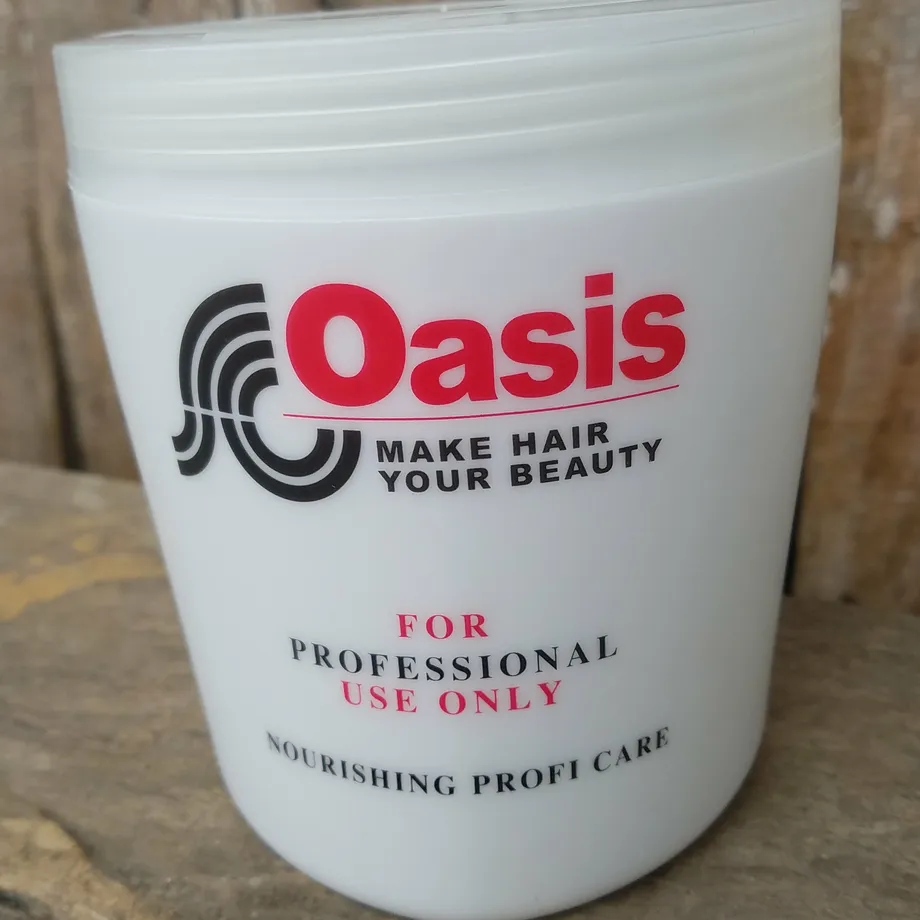 Oasis
MAKE HAIR
YOUR BEAUTY
FOR
PROFESSIONAL
USE ONLY
NOURISHING PROFI CARE